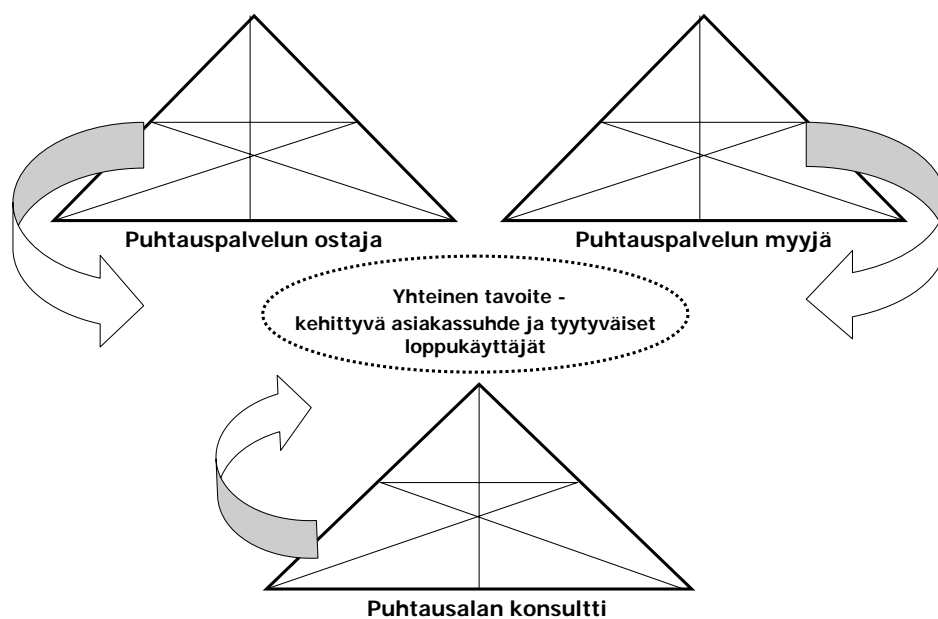 Puhtauspalvelun ostaja
Puhtauspalvelun myyjä
Yhteinen tavoite -
kehittyvä asiakassuhde ja tyytyväiset
loppukäyttäjät
Puhtausalan konsultti